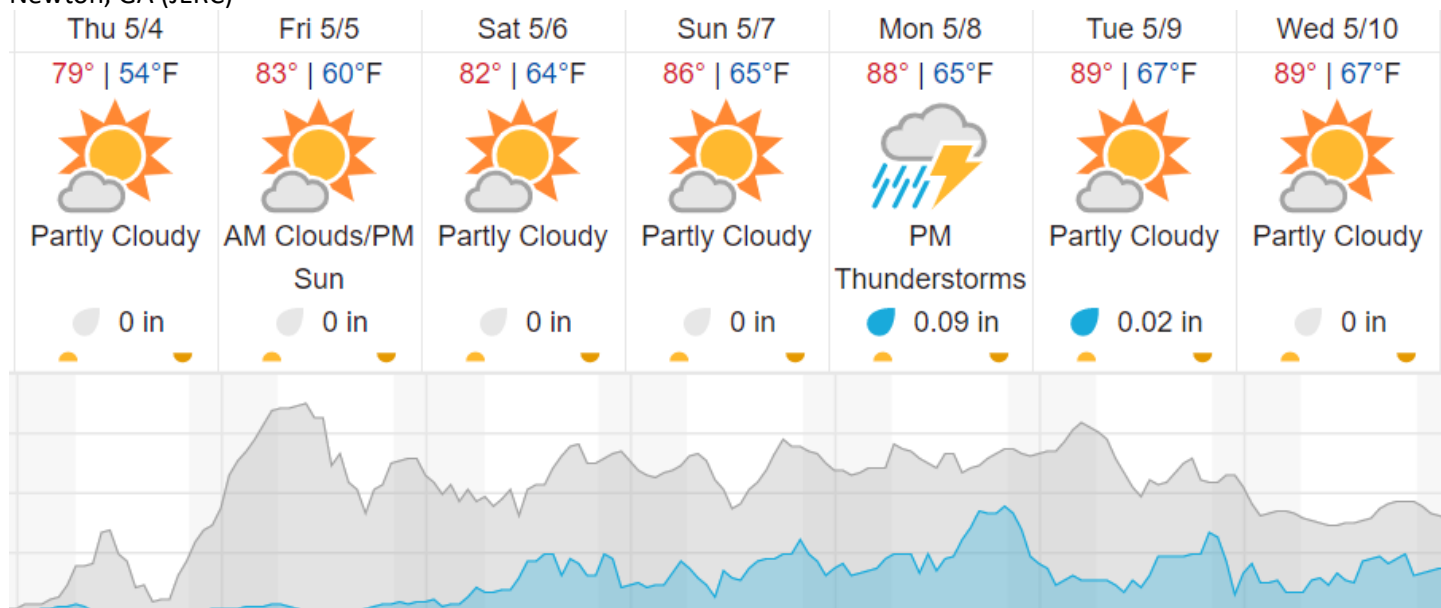 Newton, GA (JERC)
Thu 5/4 Fri 5/5 Sat 5/6 Sun 5/7 Mon 5/8 Tue 5/9 Wed 5/10
79° | 54°F 83° | 60°F 82° | 64°F 86° | 65°F 88° | 65°F 89° | 67°F 89° | 67°F
Partly Cloudy AM Clouds/PM Partly Cloudy Partly Cloudy PM Partly Cloudy Partly Cloudy
Sun Thunderstorms
0 in 0 in 0 in 0 in 0.09 in 0.02 in 0 in